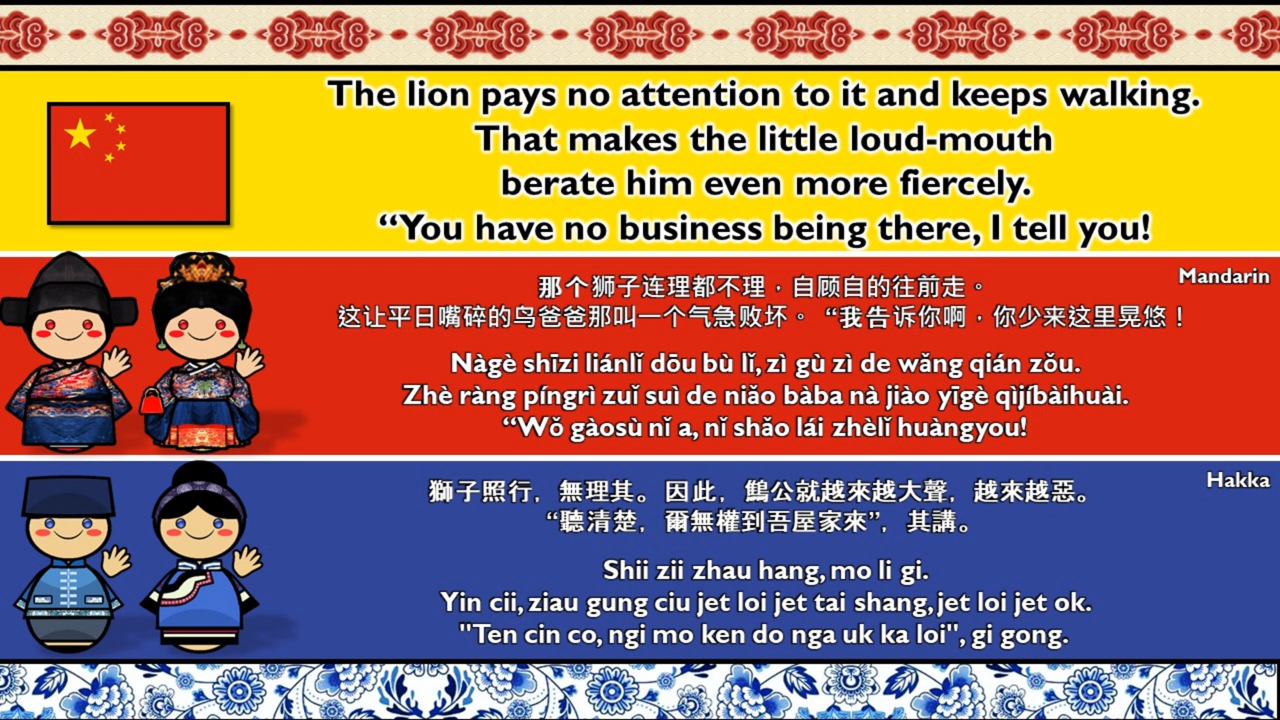 The lion pays no attention to it and keeps walking.
That makes the little loud-mouth
berate him even more fiercely.
“You have no business being there, I tell you!
Mandarin
那个狮子连理都不理，自顾自的往前走。
这让平日嘴碎的鸟爸爸那叫一个气急败坏。“我告诉你啊，你少来这里晃悠！
Nàgè shīzi liánlǐ dōu bù lǐ, zì gù zì de wǎng qián zǒu.
Zhè ràng píngrì zuǐ suì de niǎo bàba nà jiào yīgè qìjíbàihuài.
“Wǒ gàosù nǐ a, nǐ shǎo lái zhèlǐ huàngyou!
Hakka
獅子照行，無理其。因此，鷦公就越來越大聲，越來越惡。
“聽清楚，爾無權到吾屋家來”，其講。
Shii zii zhau hang, mo li gi.
Yin cii, ziau gung ciu jet loi jet tai shang, jet loi jet ok.
"Ten cin co, ngi mo ken do nga uk ka loi", gi gong.